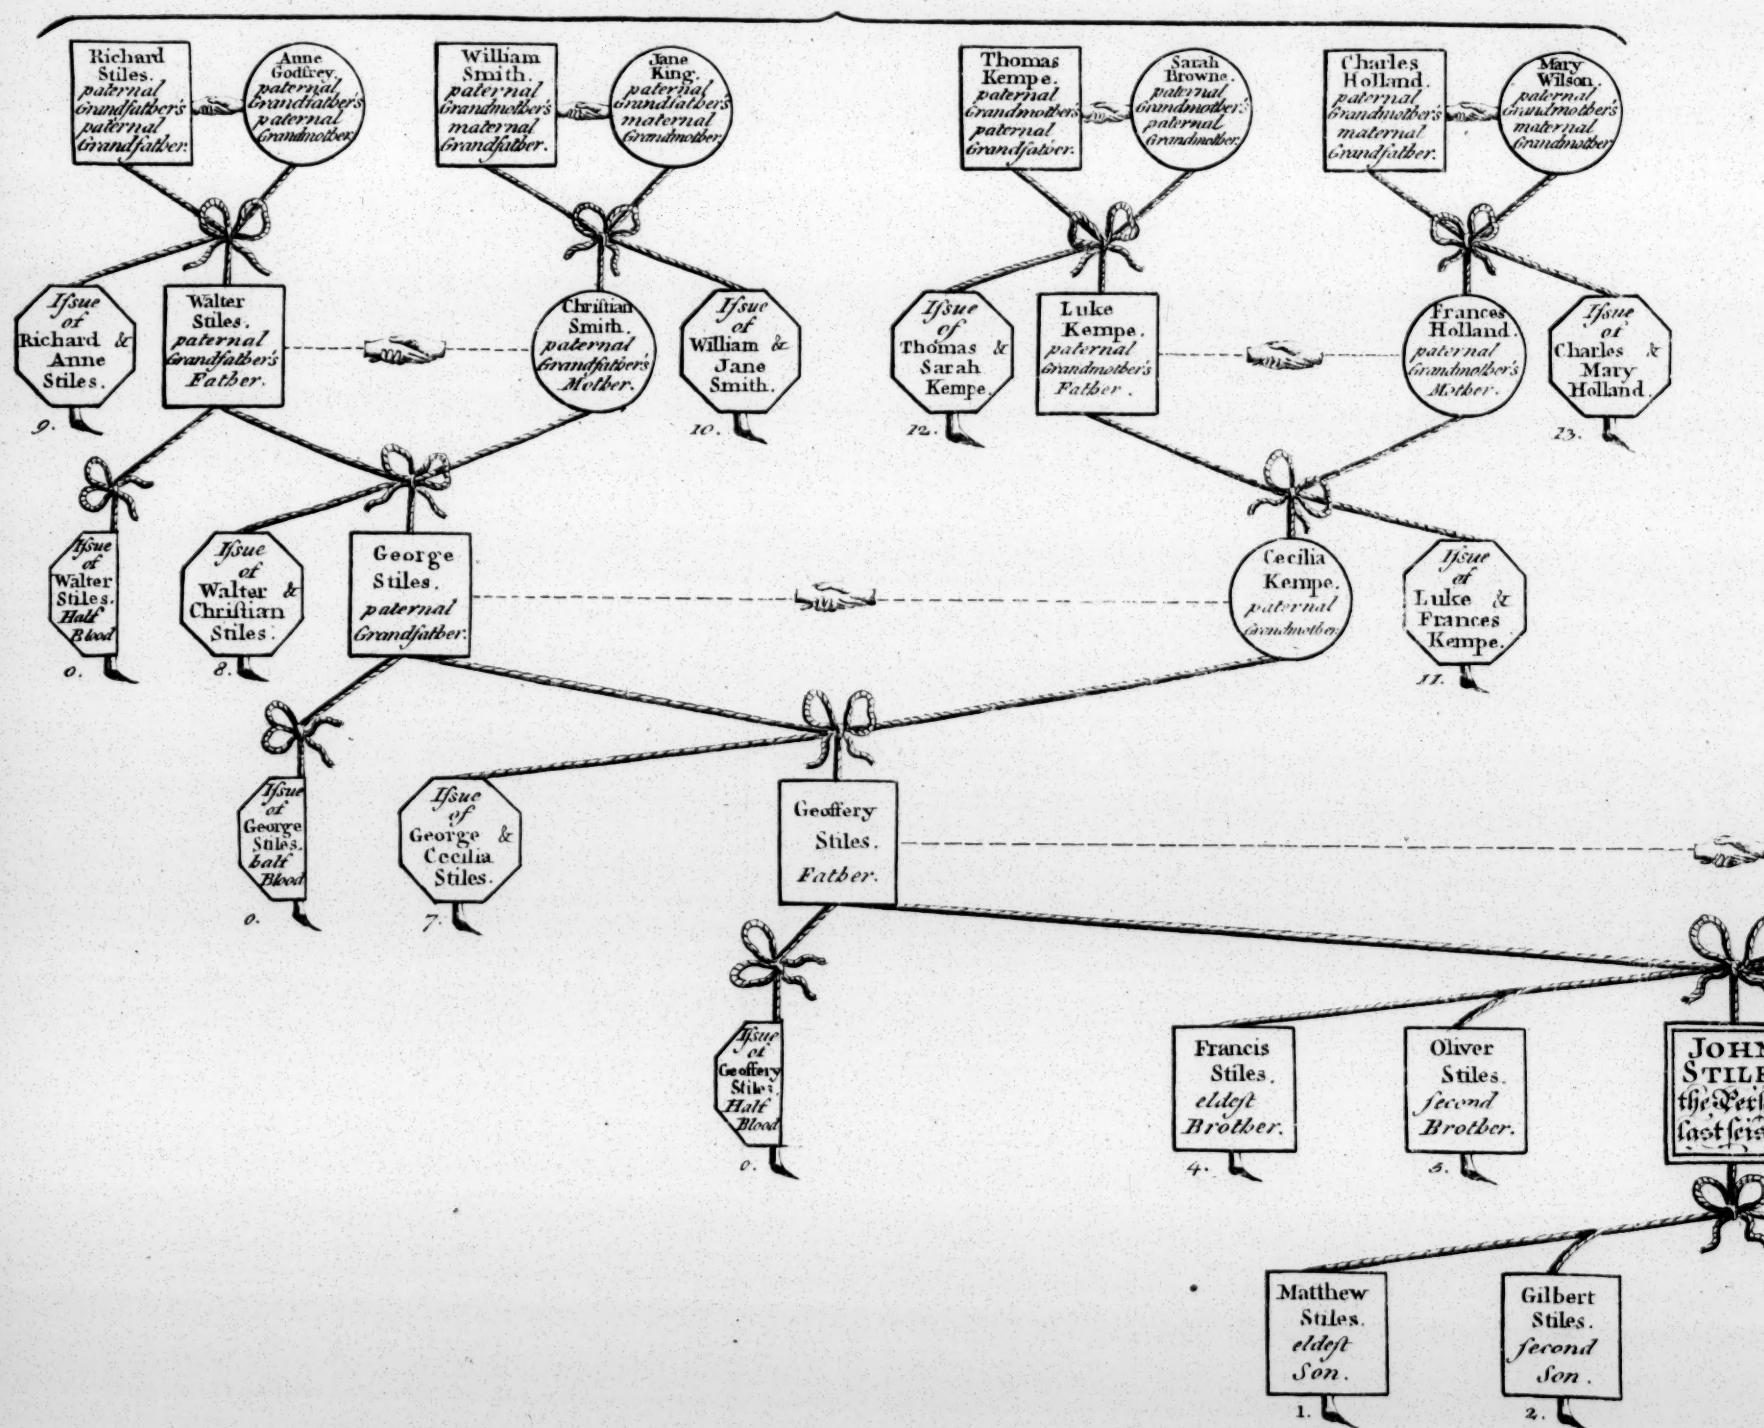 Richard
Stiles.
paternal
Grandfather's
paternal
Grandfather.
Anne
Godfrey.
paternal
Grandfather's
paternal
Grandmother.
William
Smith.
paternal
Grandmother's
maternal
Grandfather.
Jane
King.
paternal
Grandfather's
maternal
Grandmother.
Thomas
Kempe.
paternal
Grandmother's
paternal
Grandfather.
Sarah
Browne.
paternal
Grandmother's
paternal
Grandmother.
Charles
Holland.
paternal
Grandmother's
maternal
Grandfather.
Mary
Wilson.
paternal
Grandmother's
maternal
Grandmother
Iſsue
of
Richard &
Anne
Stiles.
9.
Walter
Stiles.
paternal
Grandfather's
Father.
Chriſtian
Smith.
paternal
Grandfather's
Mother.
Iſsue
of
William &
Jane
Smith.
10.
Iſsue
of
Thomas &
Sarah
Kempe.
12.
Luke
Kempe.
paternal
Grandmother's
Father.
Frances
Holland.
paternal
Grandmother's
Mother.
Iſsue
of
Charles &
Mary
Holland.
13.
Iſsue
of
Walter
Stiles.
Half
Blood
0.
Iſsue
of
Walter &
Chriſtian
Stiles.
8.
George
Stiles.
paternal
Grandfather.
Cecilia
Kempe.
paternal
Grandmother
Iſsue
of
Luke &
Frances
Kempe.
11.
Iſsue
of
George
Stiles.
half
Blood
0.
Iſsue
of
George &
Cecilia
Stiles.
7.
Geoffery
Stiles.
Father.
Iſsue
of
Geoffery
Stiles.
Half
Blood
0.
Francis
Stiles.
eldeſt
Brother.
4.
Oliver
Stiles.
ſecond
Brother.
5.
JOHN
STIL
the
laſt ſeis
Matthew
Stiles.
eldeſt
Son.
1.
Gilbert
Stiles.
ſecond
Son.
2.